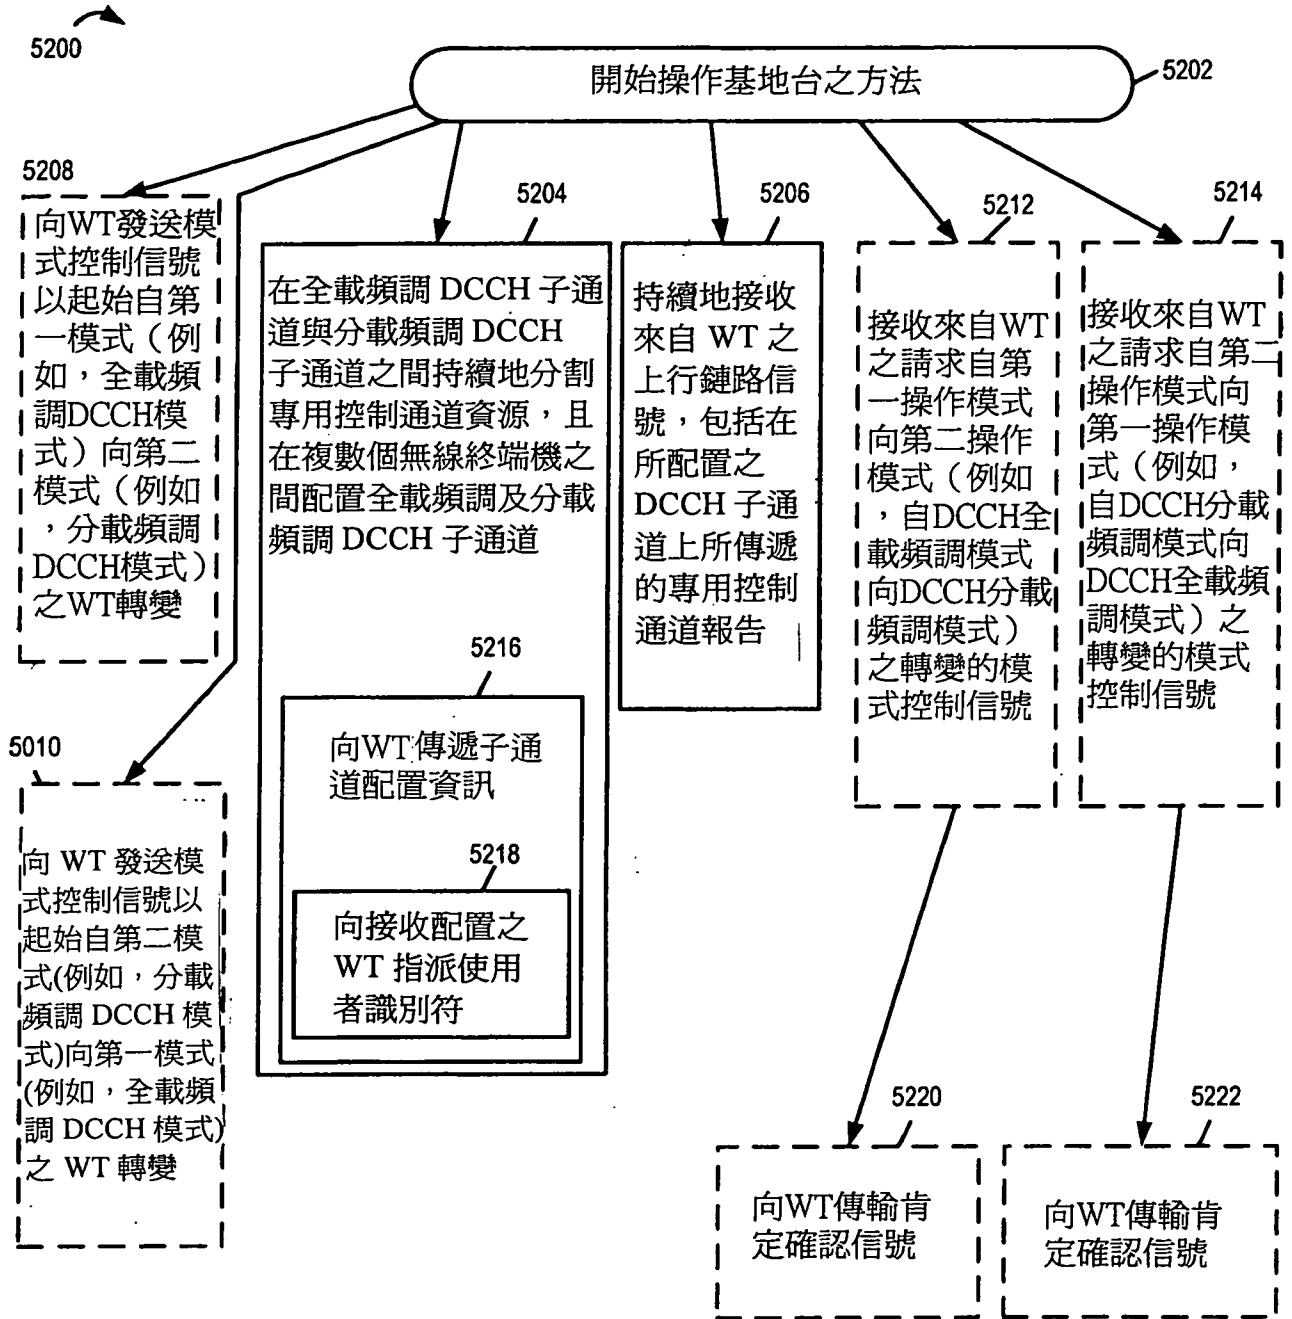 5200
開始操作基地台之方法
5202
5208
向WT發送模
式控制信號
以起始自第
一模式（例
如，全載頻
調DCCH模
式）向第二
模式（例如
，分載頻調
DCCH模式）
之WT轉變
5204
在全載頻調 DCCH 子通
道與分載頻調 DCCH
子通道之間持續地分割
專用控制通道資源，且
在複數個無線終端機之
間配置全載頻調及分載
頻調 DCCH 子通道
5216
向WT傳遞子通
道配置資訊
5218
向接收配置之
WT 指派使用
者識別符
5206
持續地接收
來自 WT 之
上行鏈路信
號，包括在
所配置之
DCCH 子通
道上所傳遞
的專用控制
通道報告
5212
接收來自WT
之請求自第
一操作模式
向第二操作
模式（例如
，自DCCH全
載頻調模式
向DCCH分載
頻調模式）
之轉變的模
式控制信號
5214
接收來自WT
之請求自第二
操作模式向
第一操作模
式（例如，
自DCCH分載
頻調模式向
DCCH全載頻
調模式）之
轉變的模式
控制信號
5010
向 WT 發送模
式控制信號以
起始自第二模
式(例如，分載
頻調 DCCH 模
式)向第一模式
(例如，全載頻
調 DCCH 模式)
之 WT 轉變
5220
向WT傳輸肯
定確認信號
5222
向WT傳輸肯
定確認信號